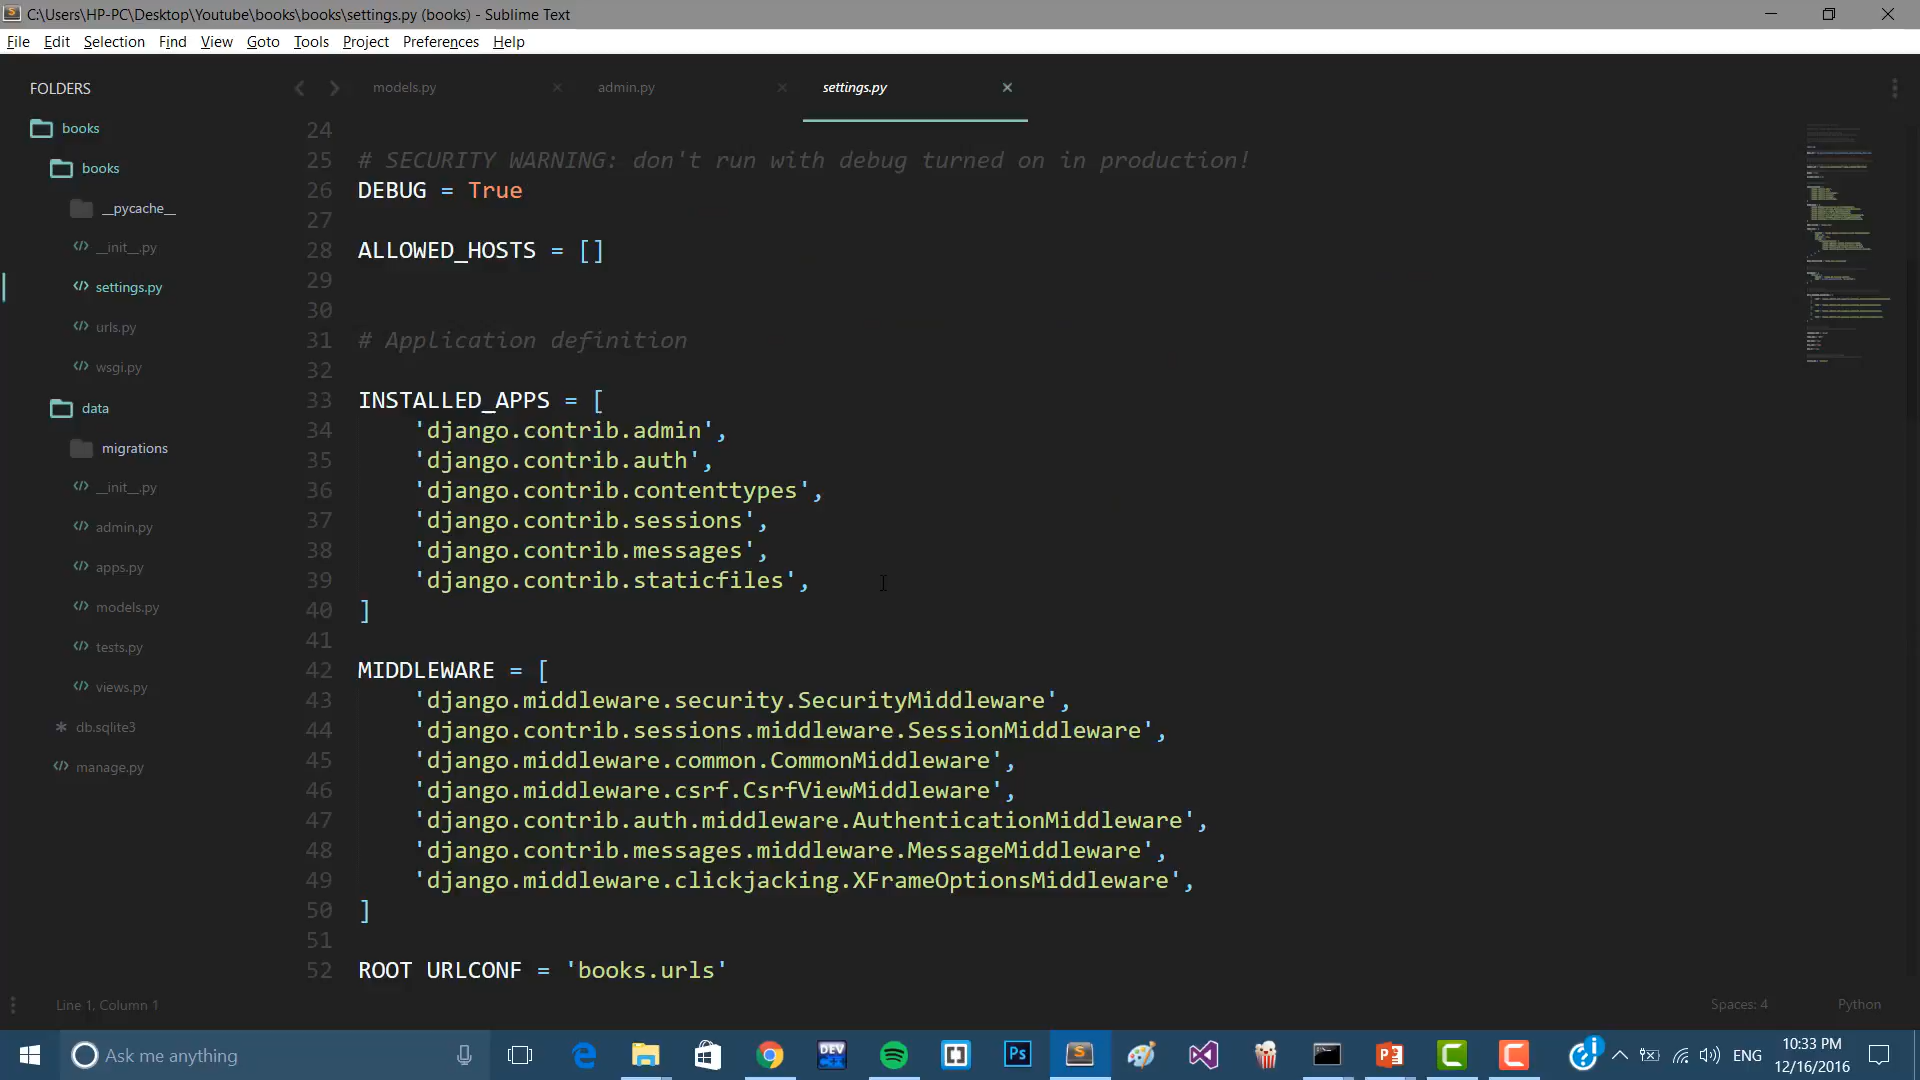 C:\Users\HP-PC\Desktop\Youtube\books\books\settings.py (books) - Sublime Text
File Edit Selection Find View Goto Tools Project Preferences Help
FOLDERS
books
books
__pycache__
__init__.py
settings.py
urls.py
wsgi.py
data
migrations
__init__.py
admin.py
apps.py
models.py
tests.py
views.py
db.sqlite3
manage.py
models.py admin.py settings.py
24
25 # SECURITY WARNING: don't run with debug turned on in production!
26 DEBUG = True
27
28 ALLOWED_HOSTS = []
29
30
31 # Application definition
32
33 INSTALLED_APPS = [
34 'django.contrib.admin',
35 'django.contrib.auth',
36 'django.contrib.contenttypes',
37 'django.contrib.sessions',
38 'django.contrib.messages',
39 'django.contrib.staticfiles',
40 ]
41
42 MIDDLEWARE = [
43 'django.middleware.security.SecurityMiddleware',
44 'django.contrib.sessions.middleware.SessionMiddleware',
45 'django.middleware.common.CommonMiddleware',
46 'django.middleware.csrf.CsrfViewMiddleware',
47 'django.contrib.auth.middleware.AuthenticationMiddleware',
48 'django.contrib.messages.middleware.MessageMiddleware',
49 'django.middleware.clickjacking.XFrameOptionsMiddleware',
50 ]
51
52 ROOT_URLCONF = 'books.urls'
Line 1, Column 1 Spaces: 4 Python
Ask me anything
DEV
Ps
ENG
10:33 PM
12/16/2016